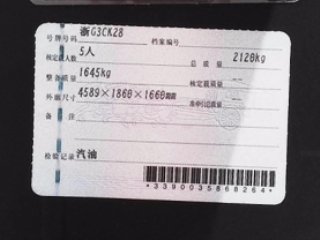 号牌号码 浙G3CK28 档案编号
核定载人数 5人 总质量 2120kg
整备质量 1645kg 核定载质量 --
外廓尺寸 4589×1860×1660mm 准牵引总质量 --
备注
检验记录 汽油
*3390035868264*